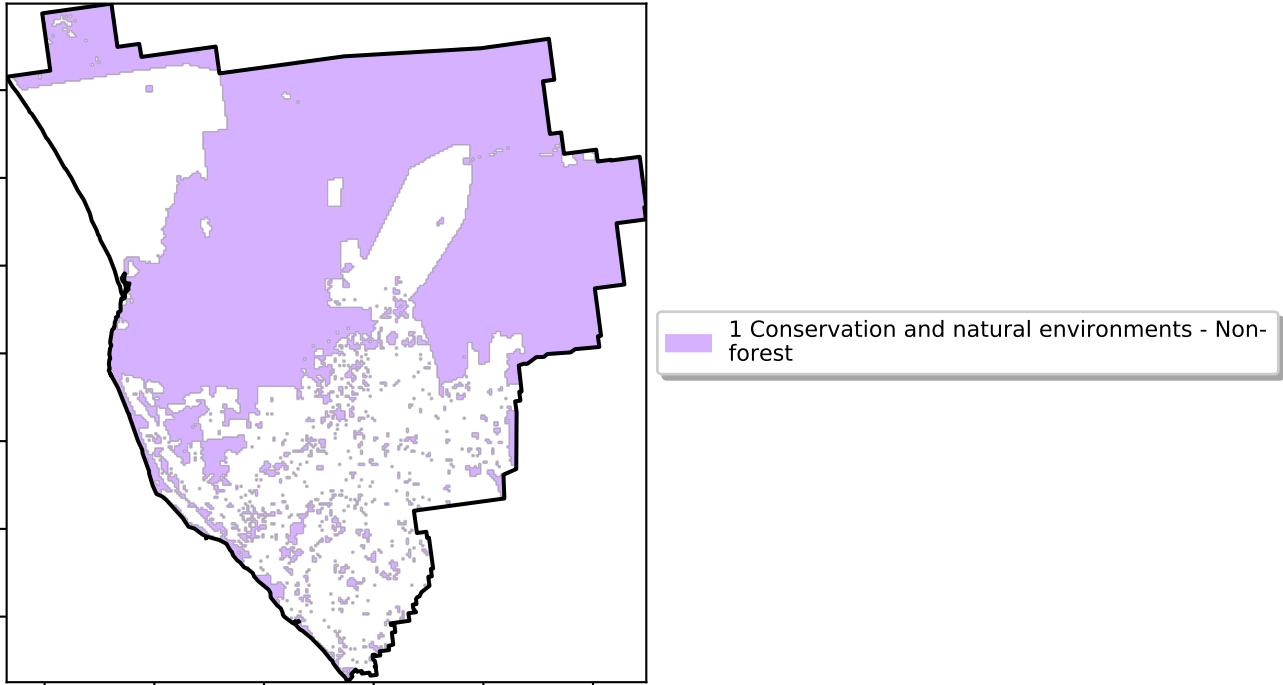 1 Conservation and natural environments - Non-
forest